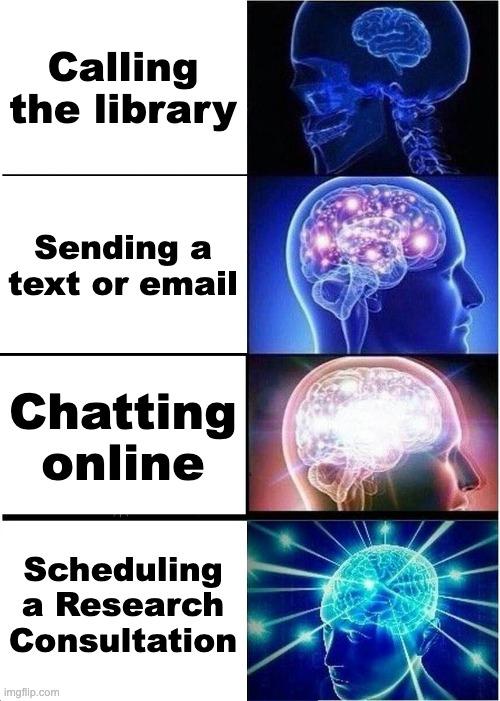 Calling
the library
Sending a
text or email
Chatting
online
Scheduling
a Research
Consultation
imgflip.com